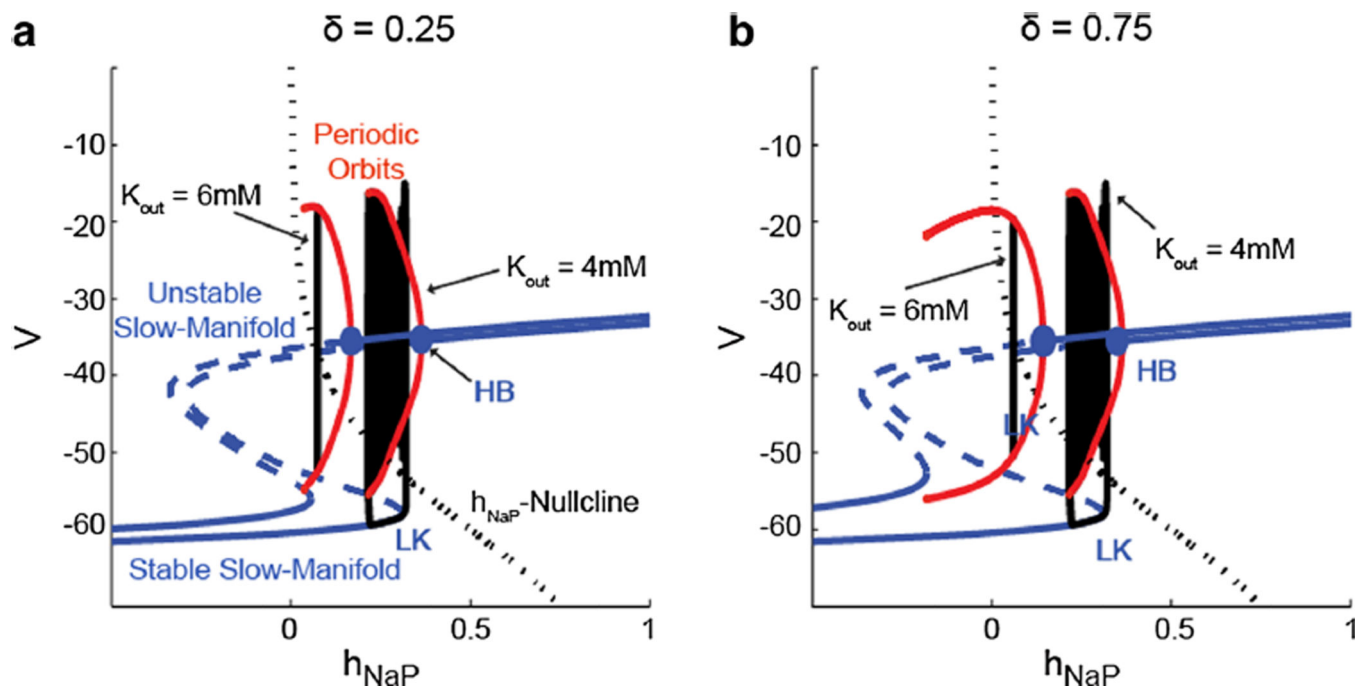 a
δ = 0.25
-10
-20
-30
-40
-50
-60
V
Periodic
Orbits
K_out = 6mM
K_out = 4mM
Unstable
Slow-Manifold
HB
h_NaP-Nullcline
LK
Stable Slow-Manifold
0
0.5
1
h_NaP
b
δ = 0.75
-10
-20
-30
-40
-50
-60
V
K_out = 4mM
K_out = 6mM
HB
LK
LK
0
0.5
1
h_NaP